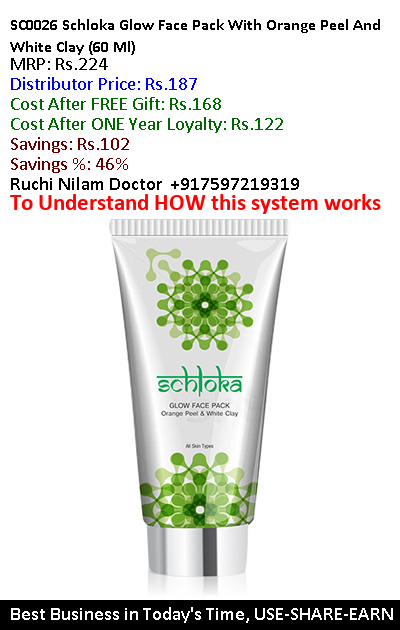 SC0026 Schloka Glow Face Pack With Orange Peel And
White Clay (60 Ml)
MRP: Rs.224
Distributor Price: Rs.187
Cost After FREE Gift: Rs.168
Cost After ONE Year Loyalty: Rs.122
Savings: Rs.102
Savings %: 46%
Ruchi Nilam Doctor +917597219319
To Understand HOW this system works
schloka
GLOW FACE PACK
Orange Peel & White Clay
All Skin Types
Best Business in Today's Time, USE-SHARE-EARN